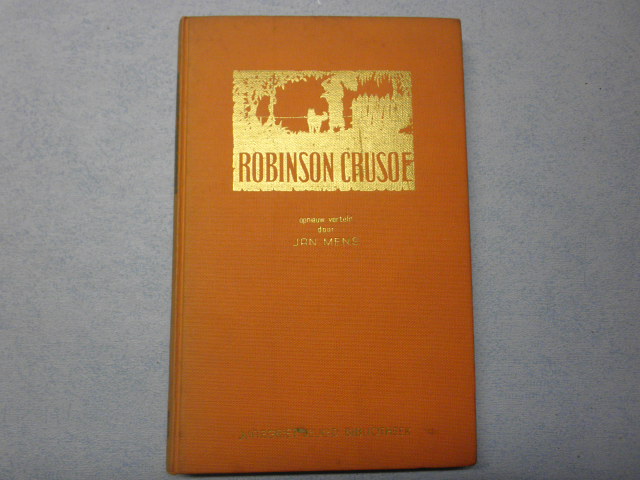 ROBINSON CRUSOE
opnieuw verteld
door
JAN MENS